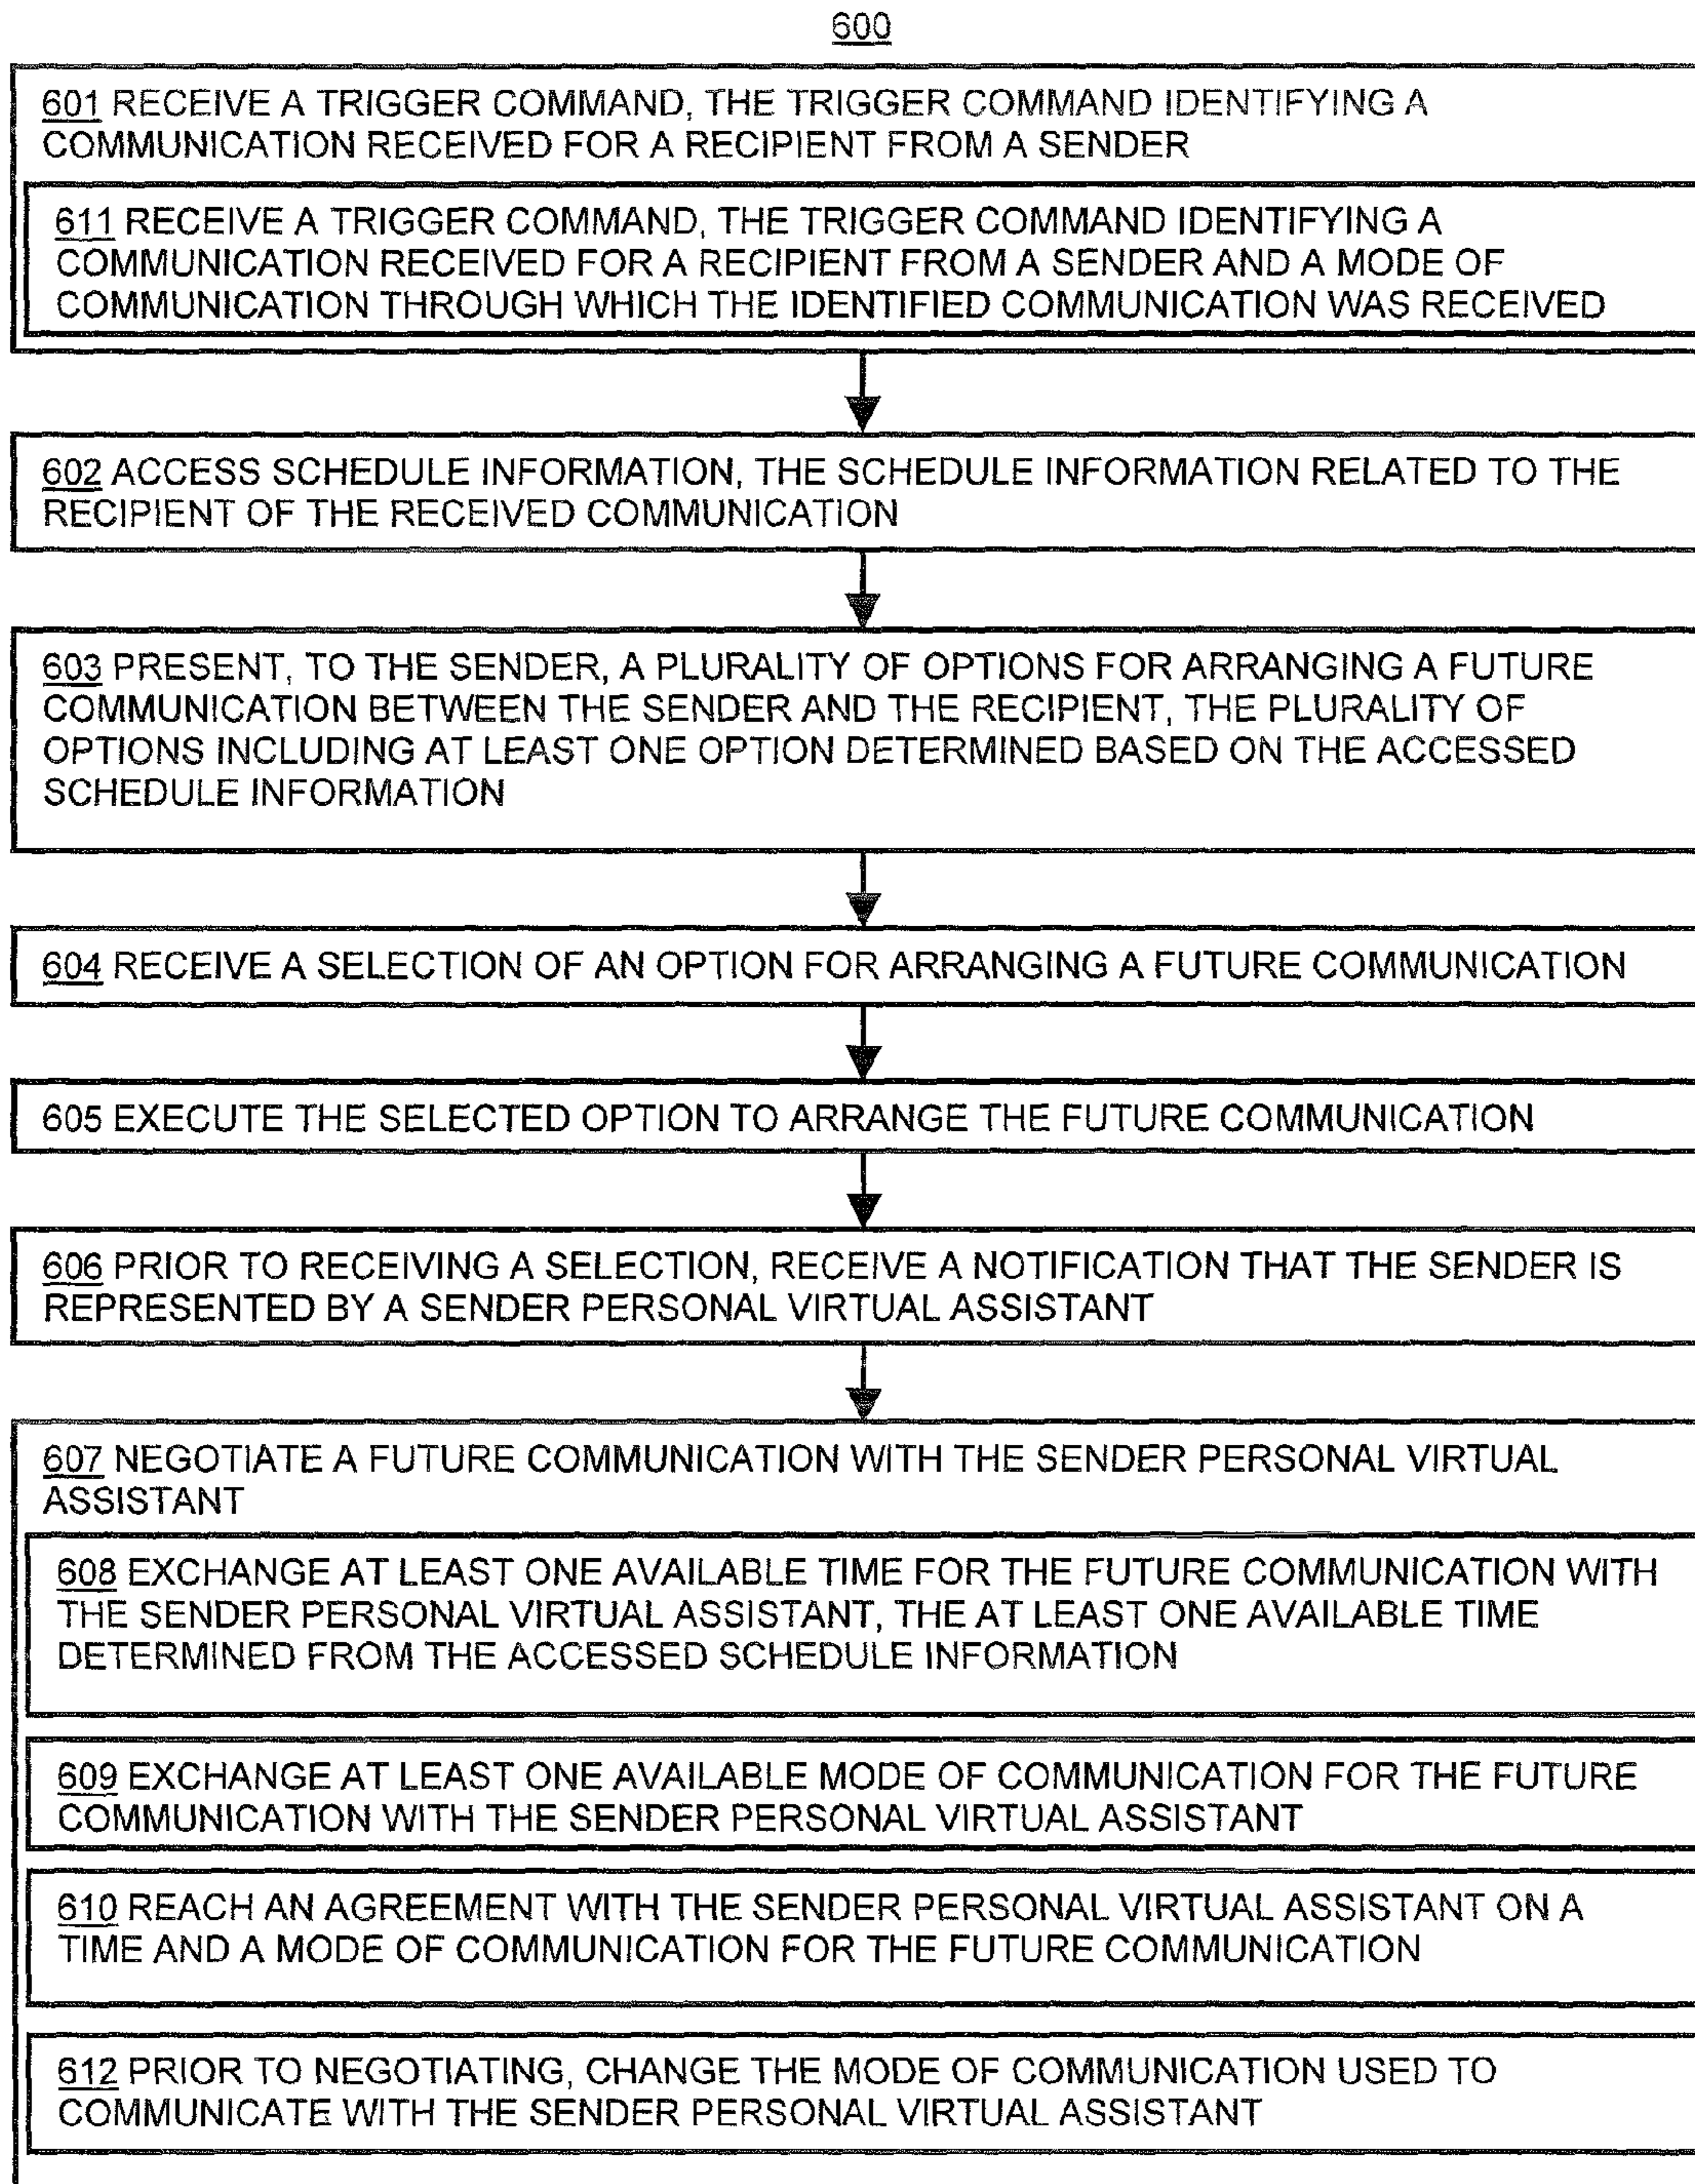 600
601 RECEIVE A TRIGGER COMMAND, THE TRIGGER COMMAND IDENTIFYING A
COMMUNICATION RECEIVED FOR A RECIPIENT FROM A SENDER
611 RECEIVE A TRIGGER COMMAND, THE TRIGGER COMMAND IDENTIFYING A
COMMUNICATION RECEIVED FOR A RECIPIENT FROM A SENDER AND A MODE OF
COMMUNICATION THROUGH WHICH THE IDENTIFIED COMMUNICATION WAS RECEIVED
602 ACCESS SCHEDULE INFORMATION, THE SCHEDULE INFORMATION RELATED TO THE
RECIPIENT OF THE RECEIVED COMMUNICATION
603 PRESENT, TO THE SENDER, A PLURALITY OF OPTIONS FOR ARRANGING A FUTURE
COMMUNICATION BETWEEN THE SENDER AND THE RECIPIENT, THE PLURALITY OF
OPTIONS INCLUDING AT LEAST ONE OPTION DETERMINED BASED ON THE ACCESSED
SCHEDULE INFORMATION
604 RECEIVE A SELECTION OF AN OPTION FOR ARRANGING A FUTURE COMMUNICATION
605 EXECUTE THE SELECTED OPTION TO ARRANGE THE FUTURE COMMUNICATION
606 PRIOR TO RECEIVING A SELECTION, RECEIVE A NOTIFICATION THAT THE SENDER IS
REPRESENTED BY A SENDER PERSONAL VIRTUAL ASSISTANT
607 NEGOTIATE A FUTURE COMMUNICATION WITH THE SENDER PERSONAL VIRTUAL
ASSISTANT
608 EXCHANGE AT LEAST ONE AVAILABLE TIME FOR THE FUTURE COMMUNICATION WITH
THE SENDER PERSONAL VIRTUAL ASSISTANT, THE AT LEAST ONE AVAILABLE TIME
DETERMINED FROM THE ACCESSED SCHEDULE INFORMATION
609 EXCHANGE AT LEAST ONE AVAILABLE MODE OF COMMUNICATION FOR THE FUTURE
COMMUNICATION WITH THE SENDER PERSONAL VIRTUAL ASSISTANT
610 REACH AN AGREEMENT WITH THE SENDER PERSONAL VIRTUAL ASSISTANT ON A
TIME AND A MODE OF COMMUNICATION FOR THE FUTURE COMMUNICATION
612 PRIOR TO NEGOTIATING, CHANGE THE MODE OF COMMUNICATION USED TO
COMMUNICATE WITH THE SENDER PERSONAL VIRTUAL ASSISTANT